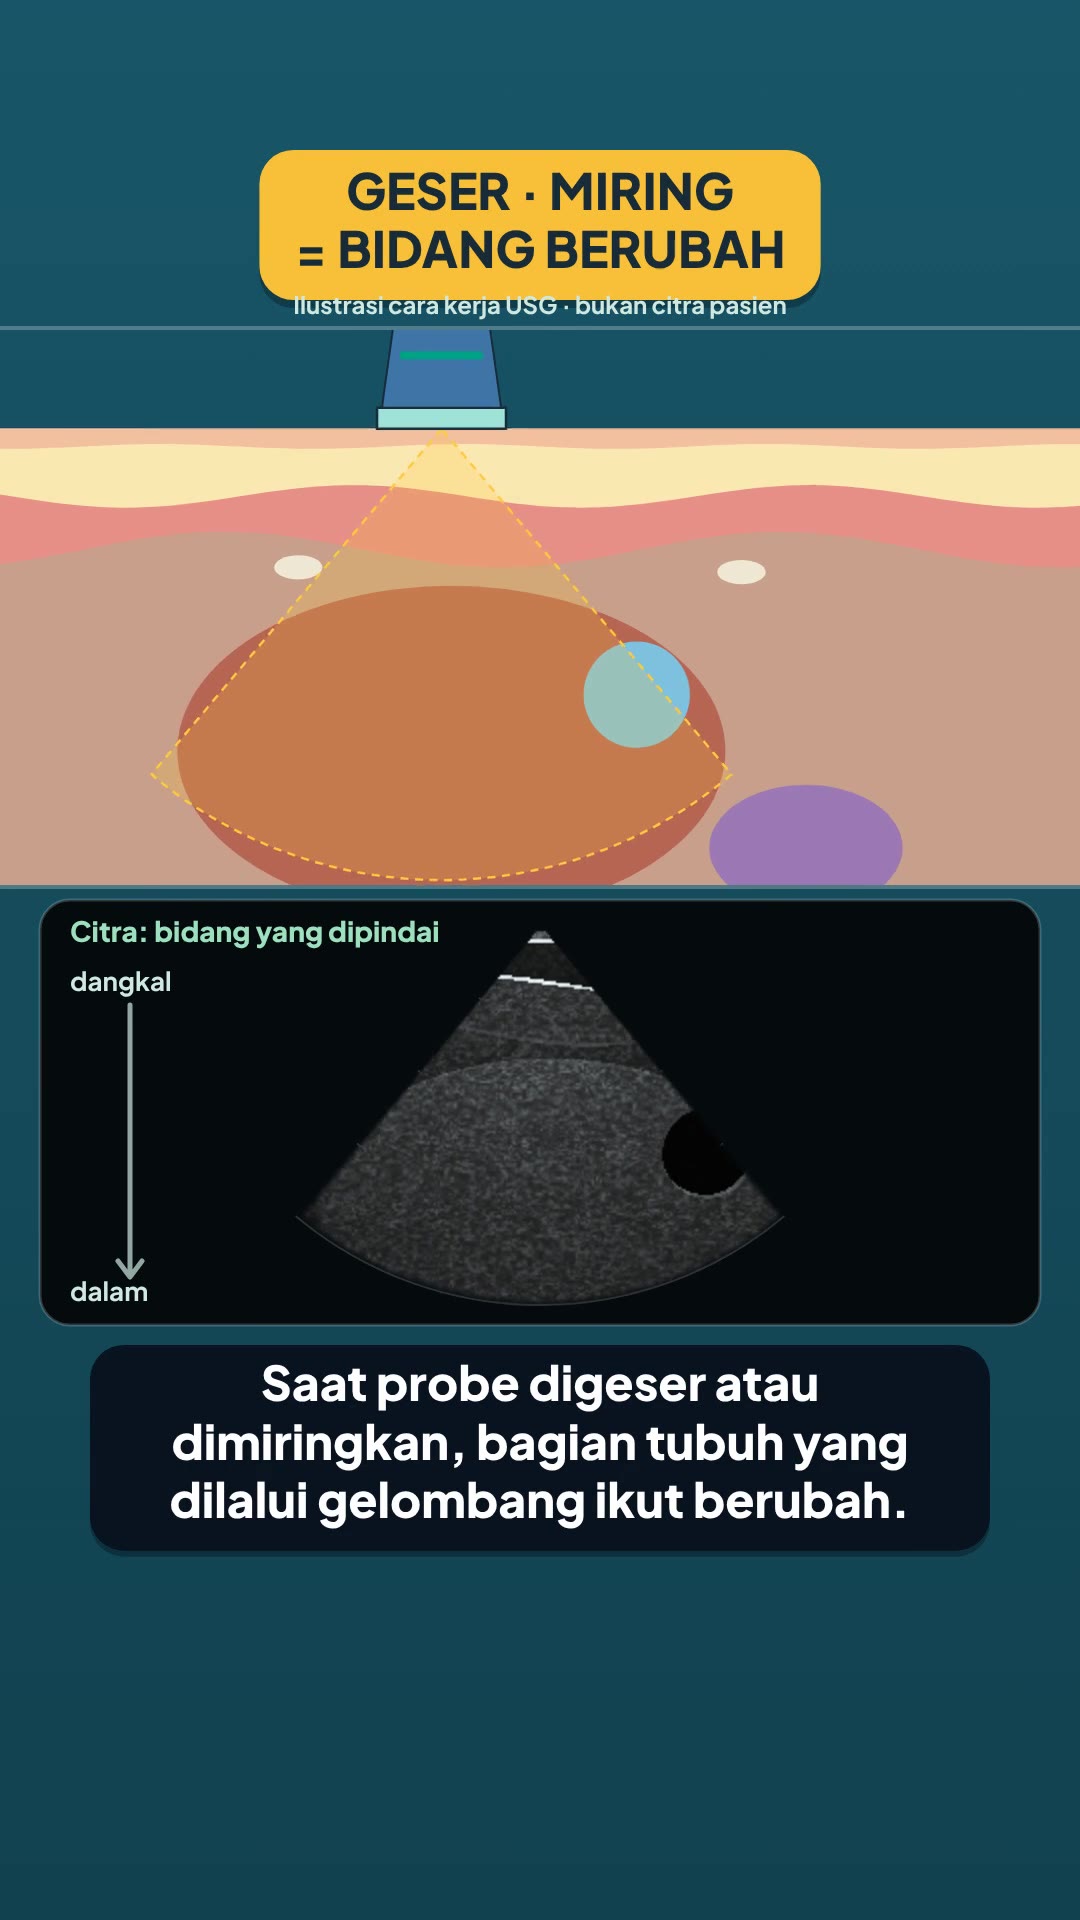 GESER · MIRING
= BIDANG BERUBAH
Ilustrasi cara kerja USG · bukan citra pasien
Citra: bidang yang dipindai
dangkal
dalam
Saat probe digeser atau
dimiringkan, bagian tubuh yang
dilalui gelombang ikut berubah.